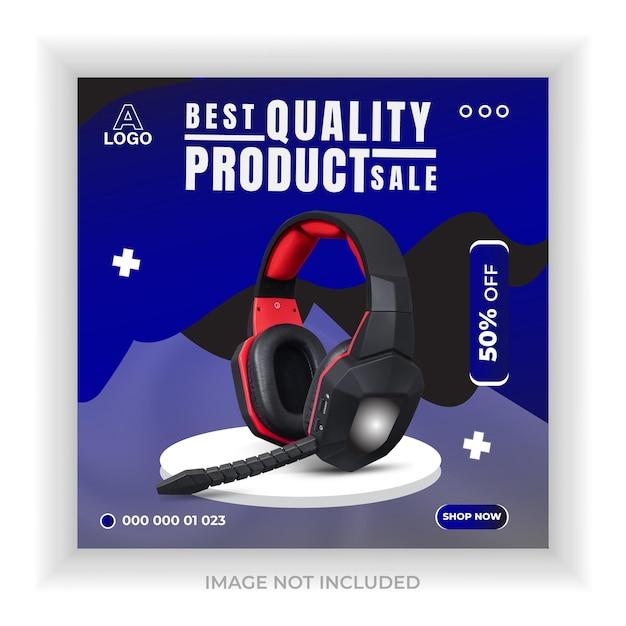 A
LOGO
BEST QUALITY
PRODUCT SALE
50% OFF
000 000 01 023
SHOP NOW
IMAGE NOT INCLUDED